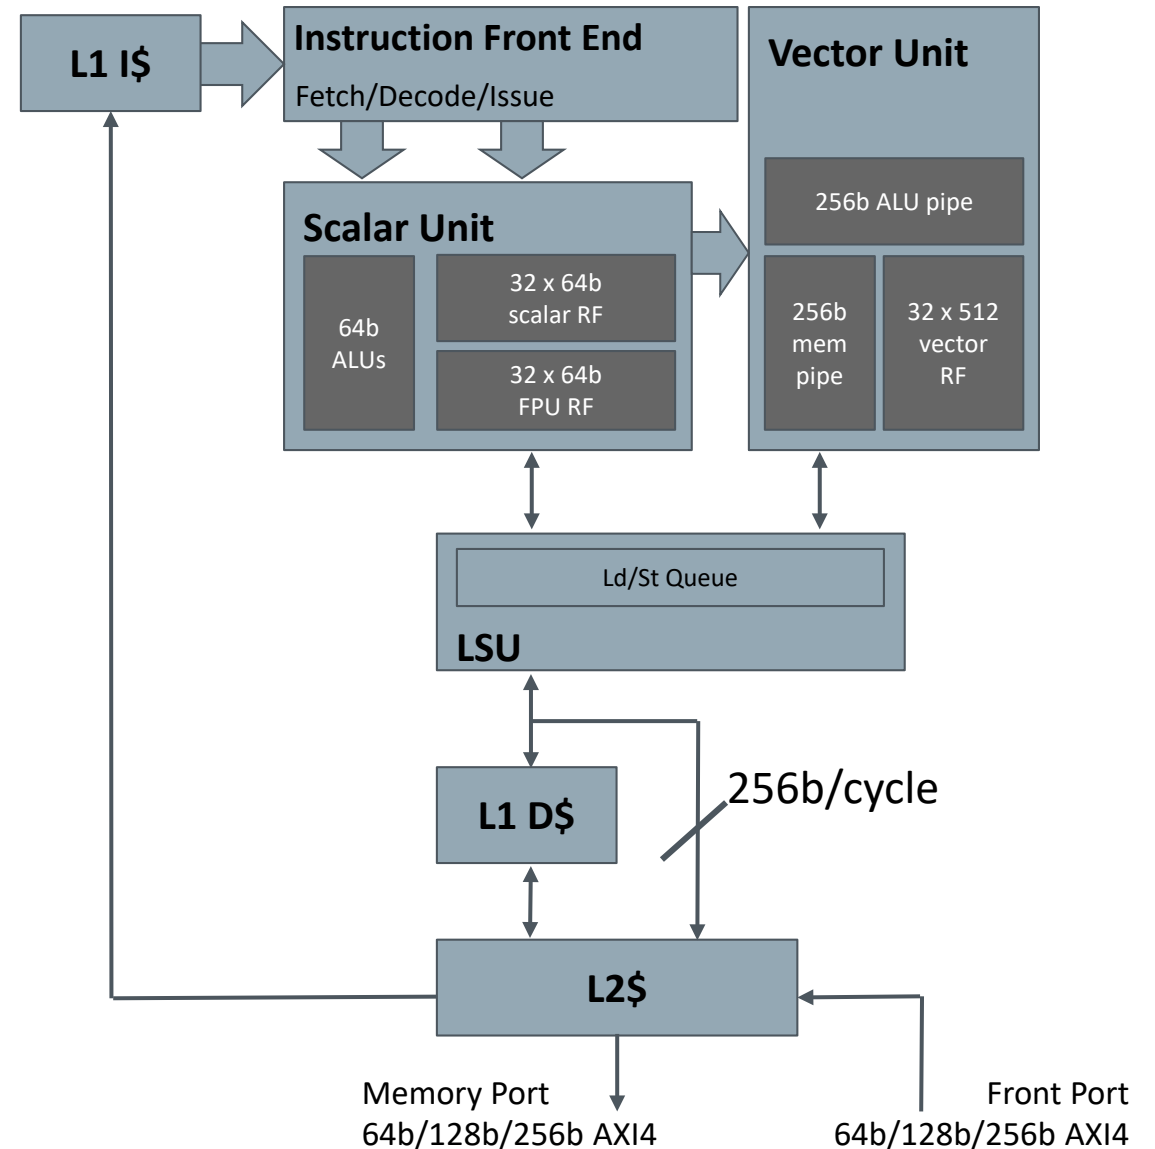 L1 I$
Instruction Front End
Fetch/Decode/Issue
Vector Unit
256b ALU pipe
256b
mem
pipe
32 x 512
vector
RF
Scalar Unit
64b
ALUs
32 x 64b
scalar RF
32 x 64b
FPU RF
Ld/St Queue
LSU
256b/cycle
L1 D$
L2$
Memory Port
64b/128b/256b AXI4
Front Port
64b/128b/256b AXI4